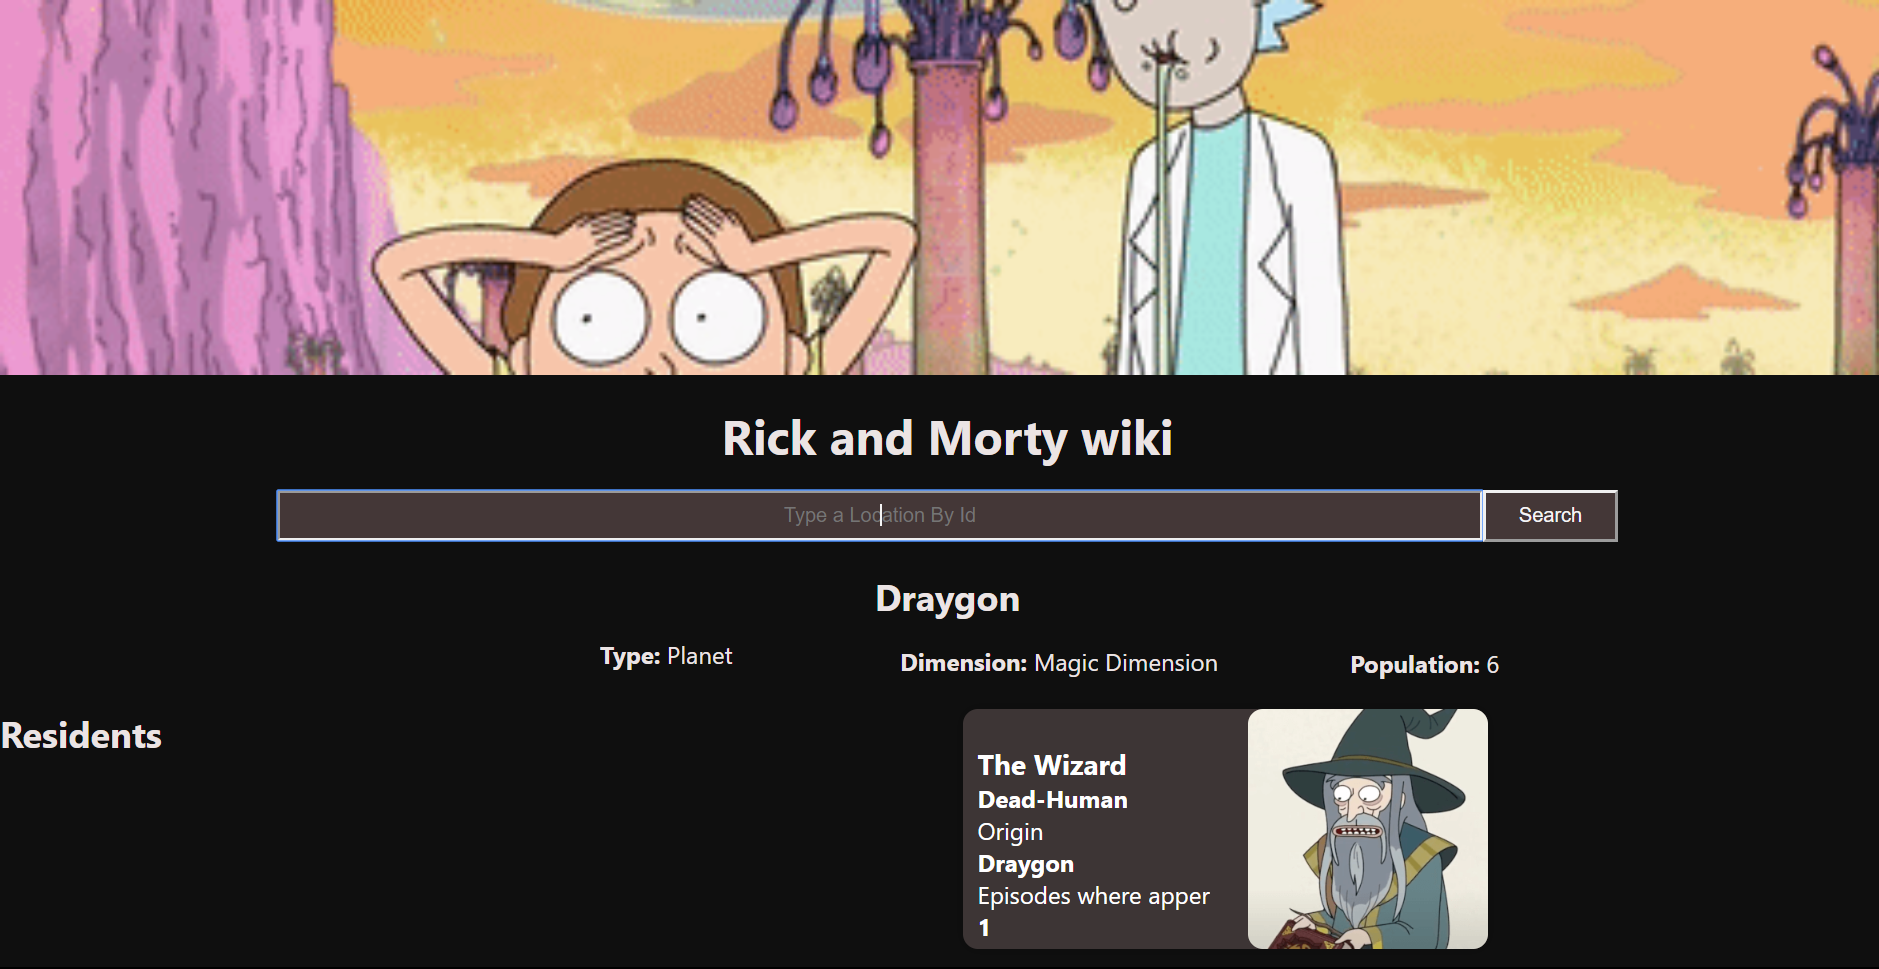 Rick and Morty wiki
Type a Location By Id
Search
Draygon
Type: Planet
Dimension: Magic Dimension
Population: 6
Residents
The Wizard
Dead-Human
Origin
Draygon
Episodes where apper
1